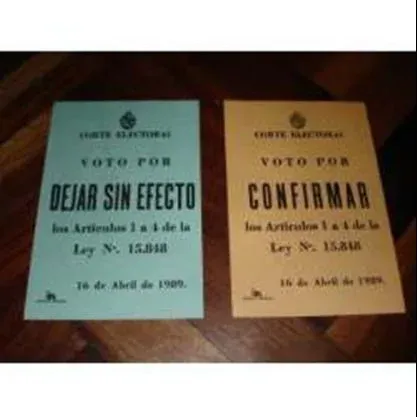 CORTE ELECTORAL
VOTO POR
DEJAR SIN EFECTO
los Artículos 1 a 4 de la
Ley Nº. 15.848
16 de Abril de 1989.
CORTE ELECTORAL
VOTO POR
CONFIRMAR
los Artículos 1 a 4 de la
Ley Nº. 15.848
16 de Abril de 1989.